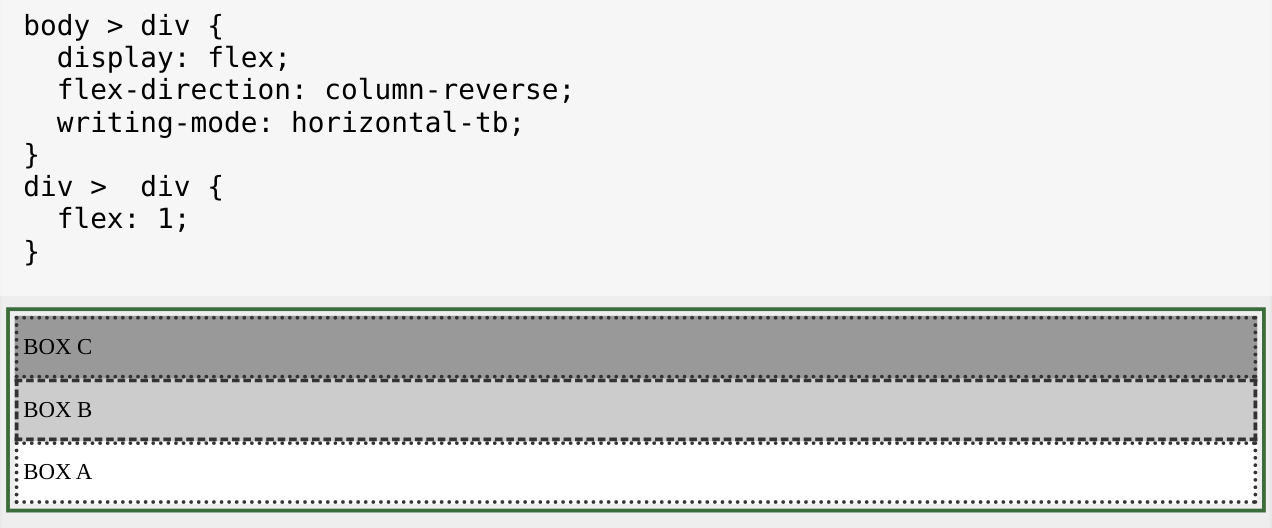 body > div {
  display: flex;
  flex-direction: column-reverse;
  writing-mode: horizontal-tb;
}
div >  div {
  flex: 1;
}
BOX C
BOX B
BOX A